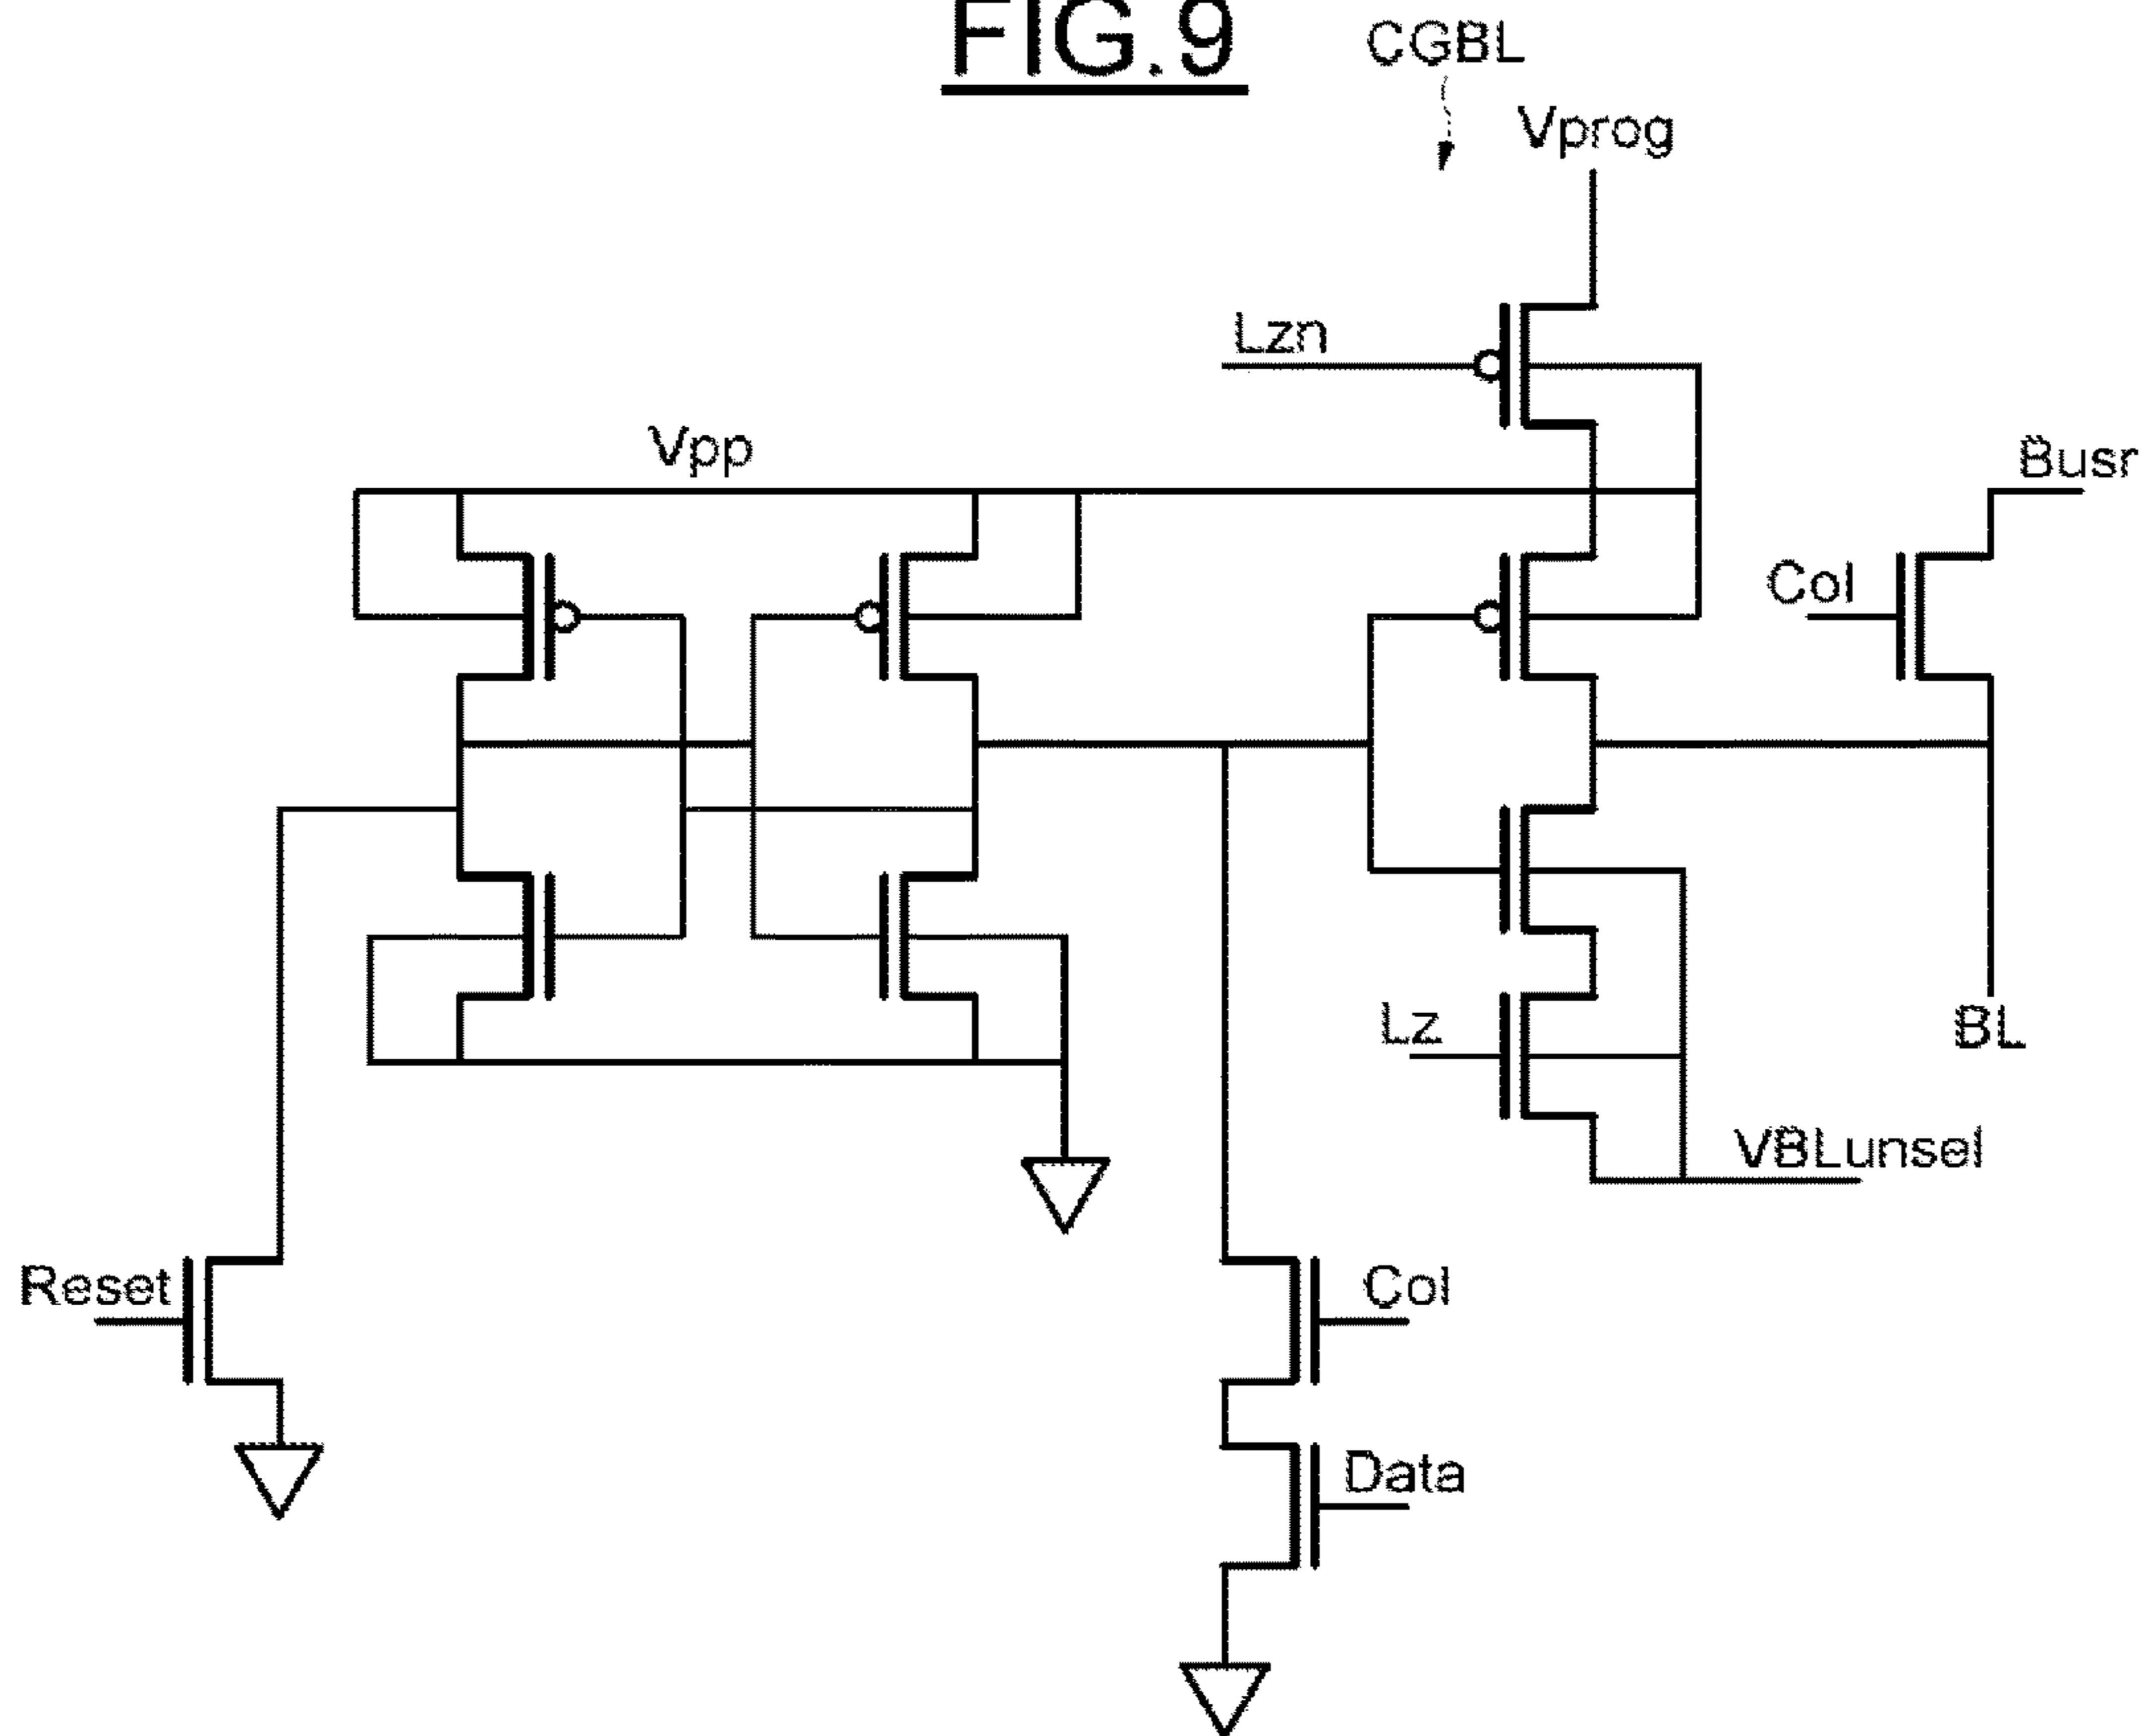 FIG.9
CGBL
Vprog
Lzn
Vpp
Busr
Col
Lz
BL
VBLunsel
Reset
Col
Data